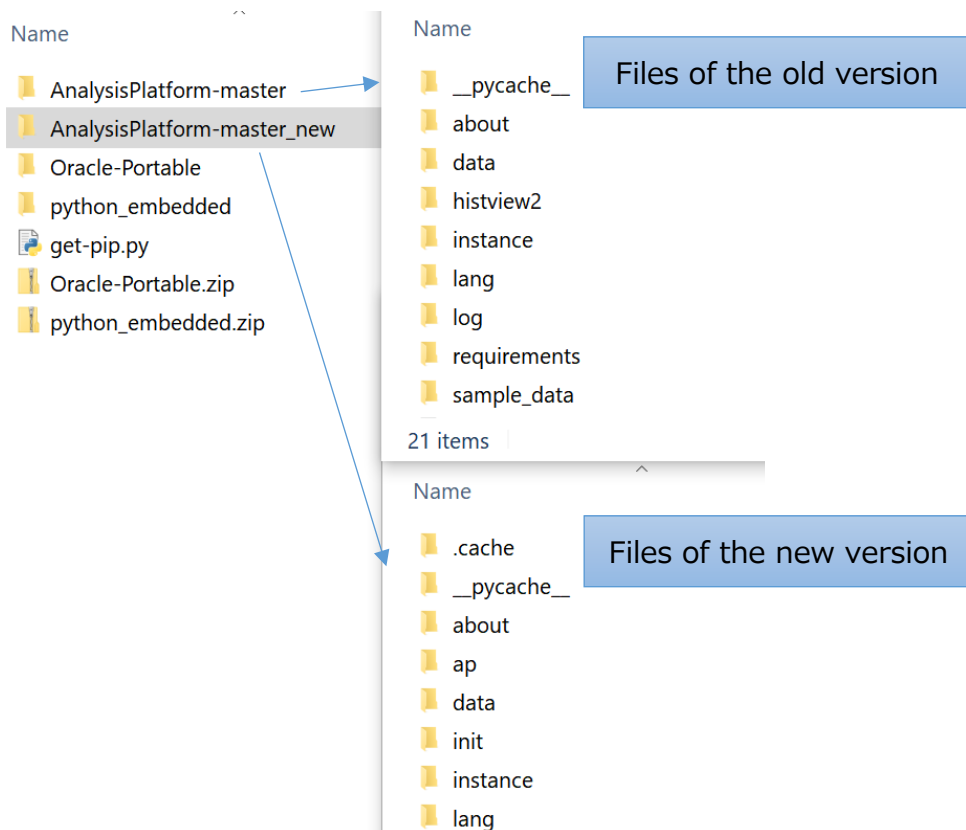 Name
AnalysisPlatform-master
AnalysisPlatform-master_new
Oracle-Portable
python_embedded
get-pip.py
Oracle-Portable.zip
python_embedded.zip
Name
Files of the old version
__pycache__
about
data
histview2
instance
lang
log
requirements
sample_data
21 items
Name
Files of the new version
.cache
__pycache__
about
ap
data
init
instance
lang